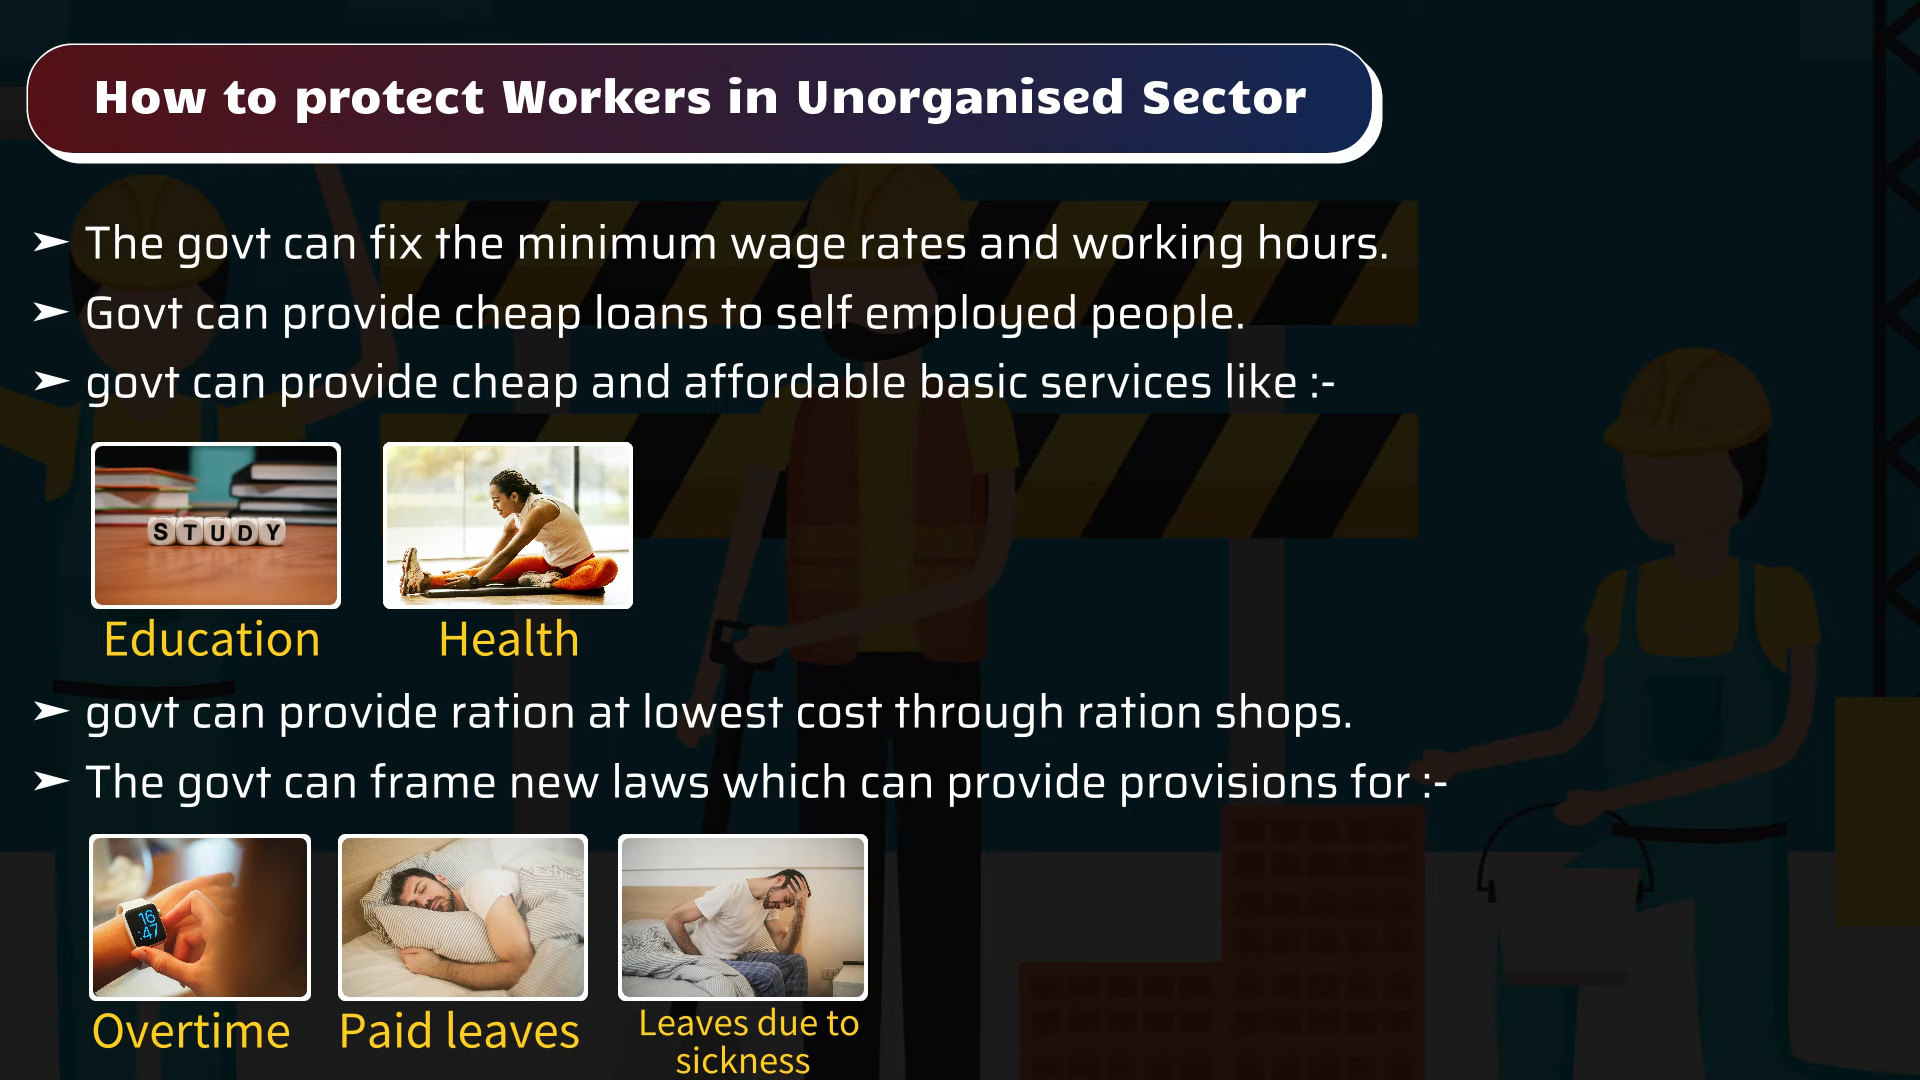 How to protect Workers in Unorganised Sector
➤ The govt can fix the minimum wage rates and working hours.
➤ Govt can provide cheap loans to self employed people.
➤ govt can provide cheap and affordable basic services like :-
STUDY
Education
Health
➤ govt can provide ration at lowest cost through ration shops.
➤ The govt can frame new laws which can provide provisions for :-
16
:47
Overtime
Paid leaves
Leaves due to
sickness